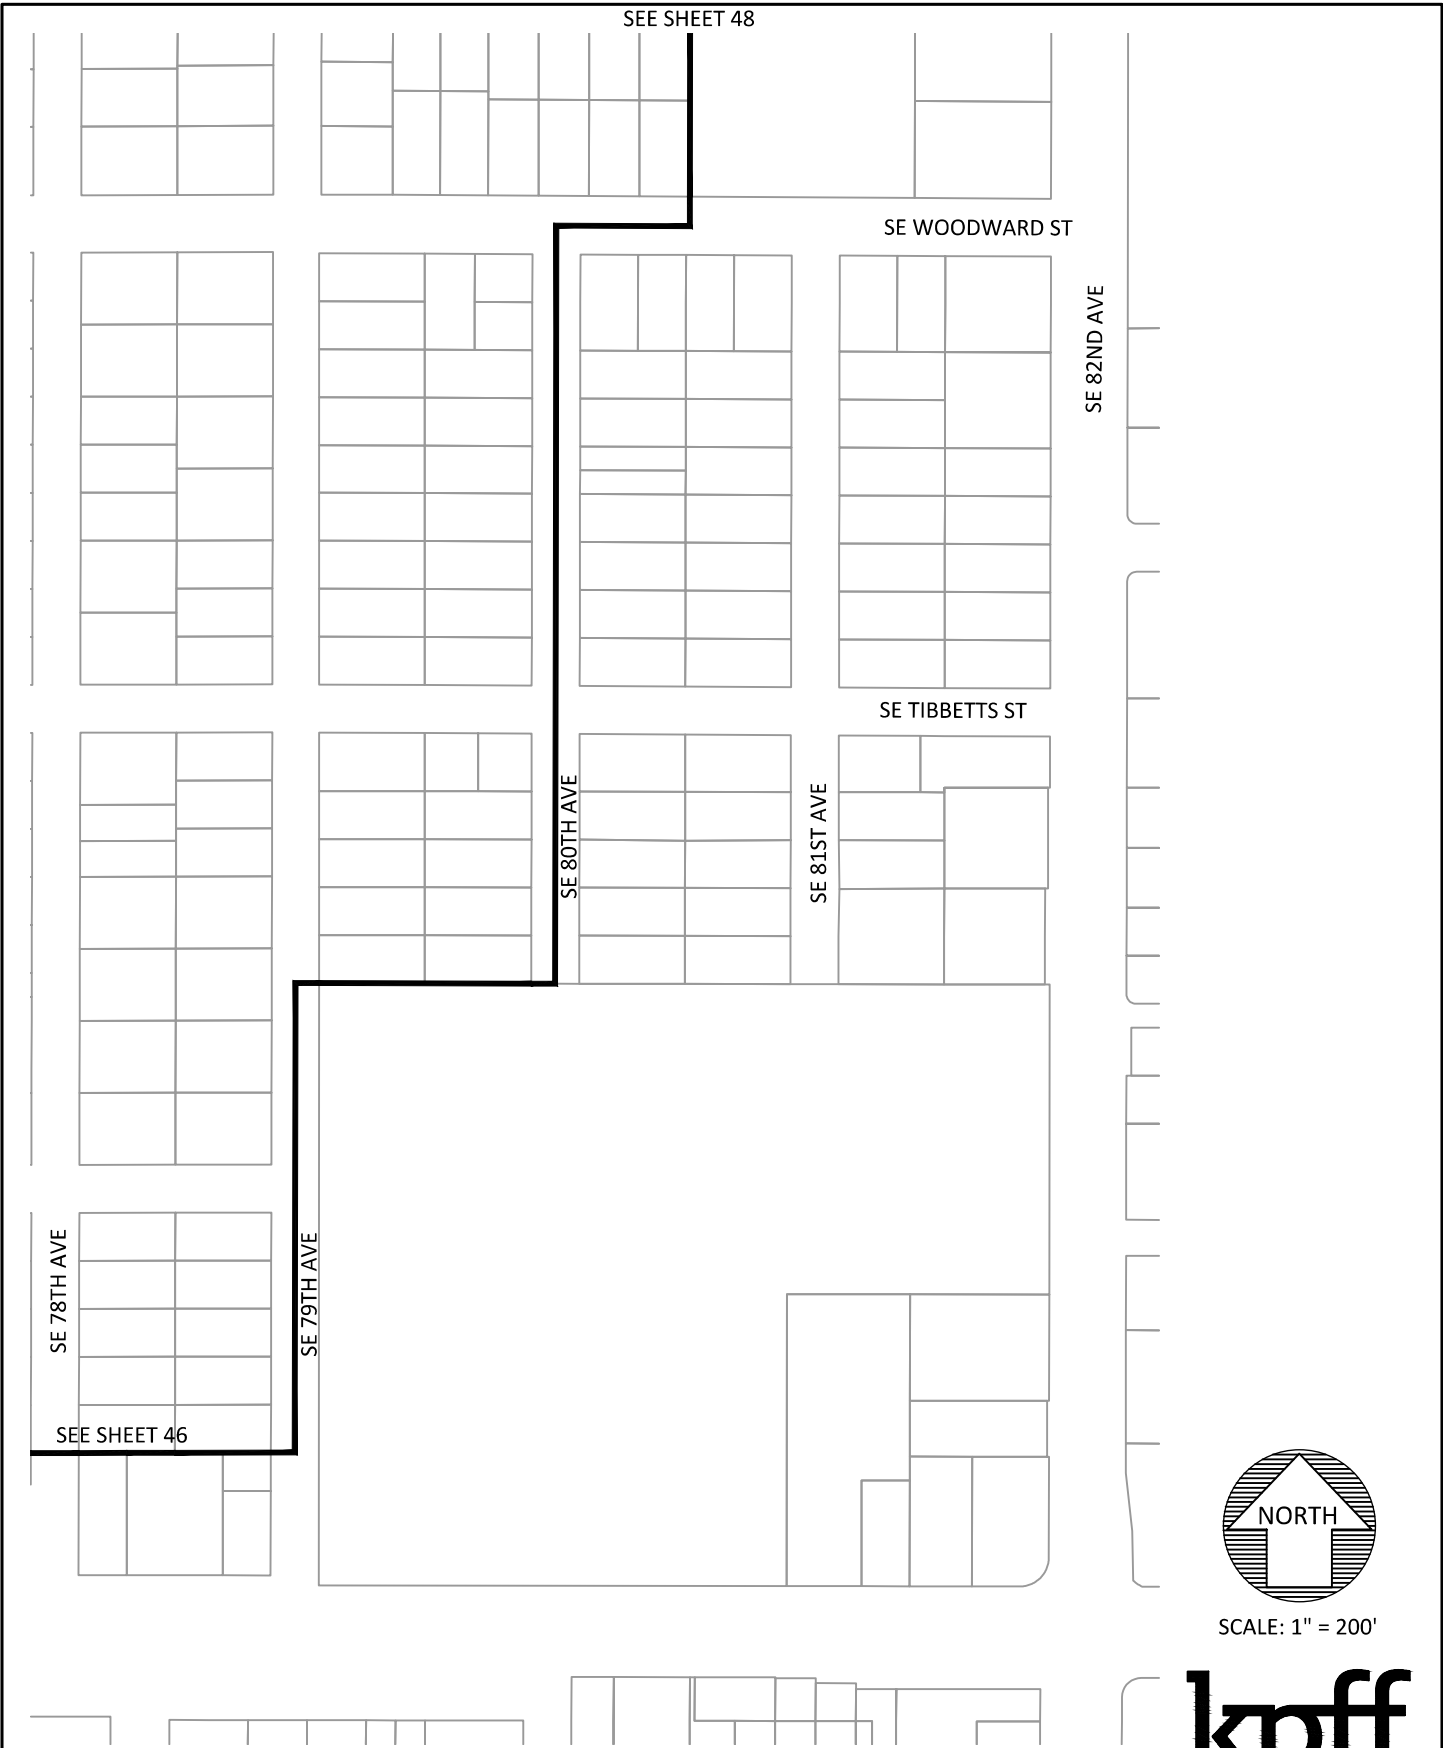 SEE SHEET 48
SE WOODWARD ST
SE 82ND AVE
SE TIBBETTS ST
SE 80TH AVE
SE 81ST AVE
SE 78TH AVE
SE 79TH AVE
SEE SHEET 46
NORTH
SCALE: 1" = 200'
kpff